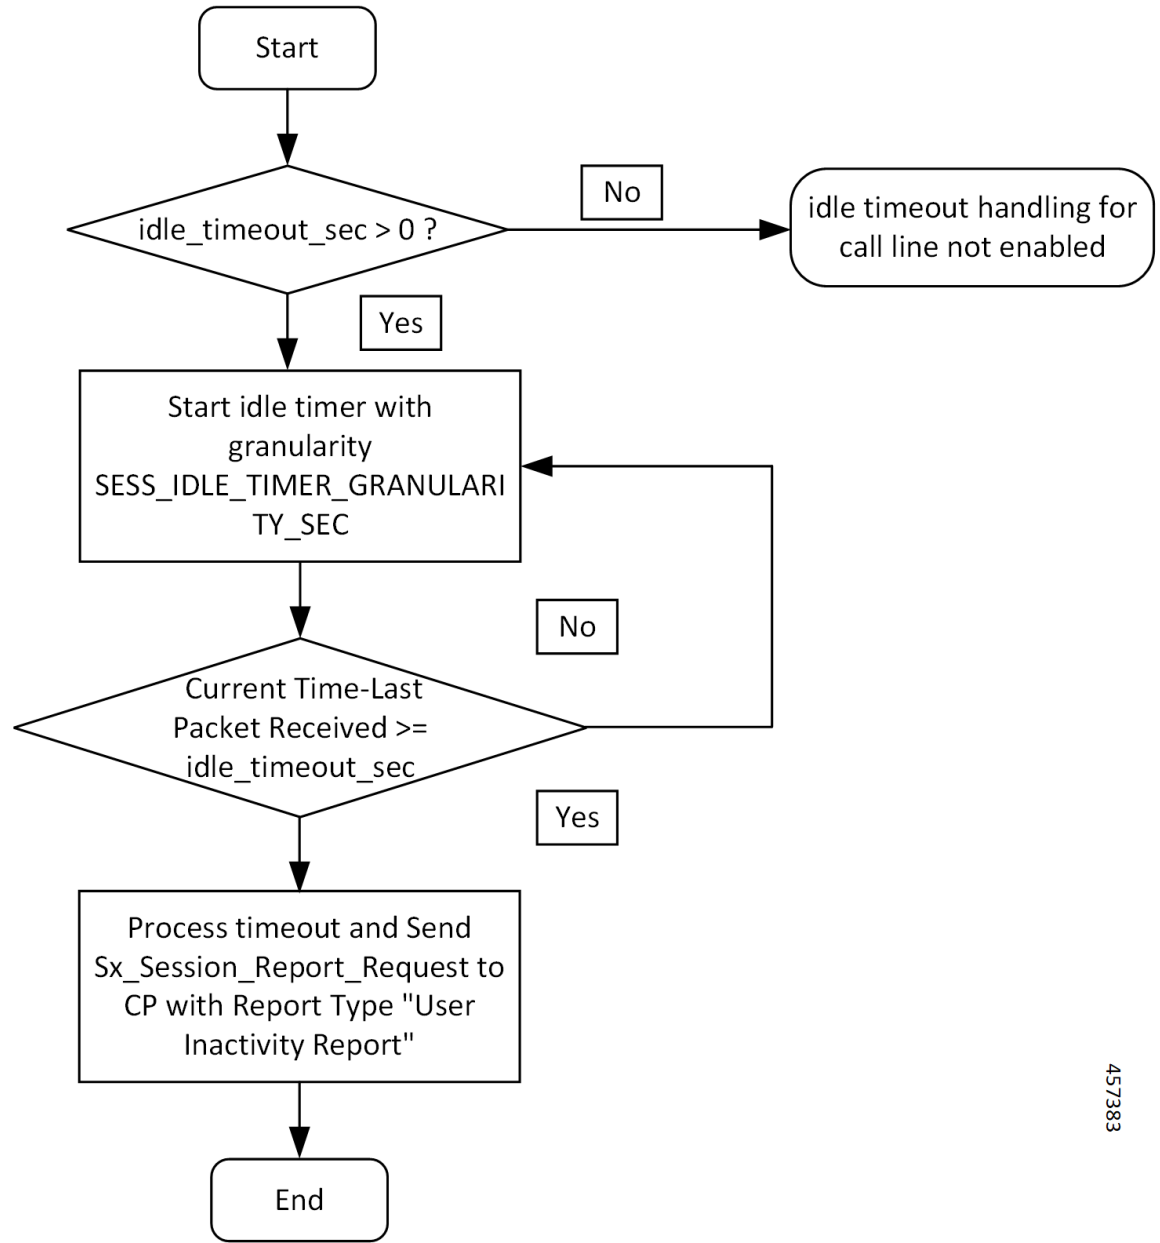 Start
idle_timeout_sec > 0 ?
No
idle timeout handling for
call line not enabled
Yes
Start idle timer with
granularity
SESS_IDLE_TIMER_GRANULARI
TY_SEC
No
Current Time-Last
Packet Received >=
idle_timeout_sec
Yes
Process timeout and Send
Sx_Session_Report_Request to
CP with Report Type "User
Inactivity Report"
End
457383